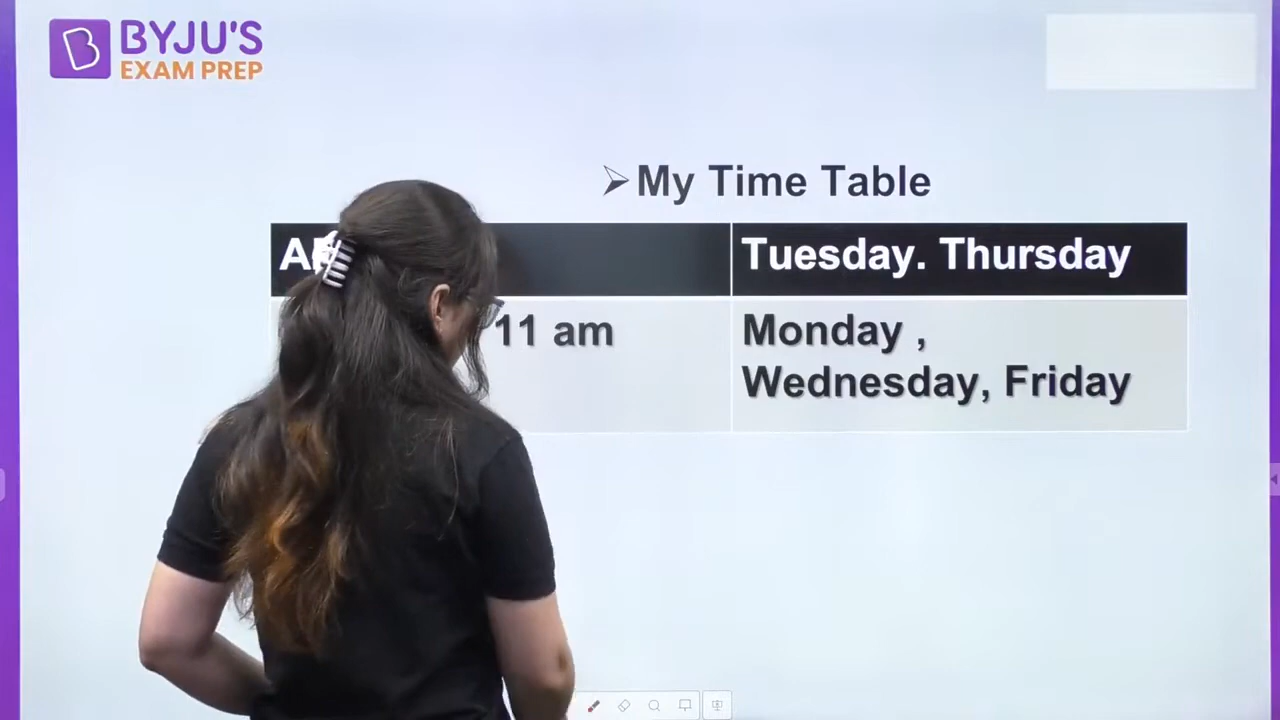 BYJU'S
EXAM PREP
My Time Table
Tuesday. Thursday
11 am
Monday ,
Wednesday, Friday